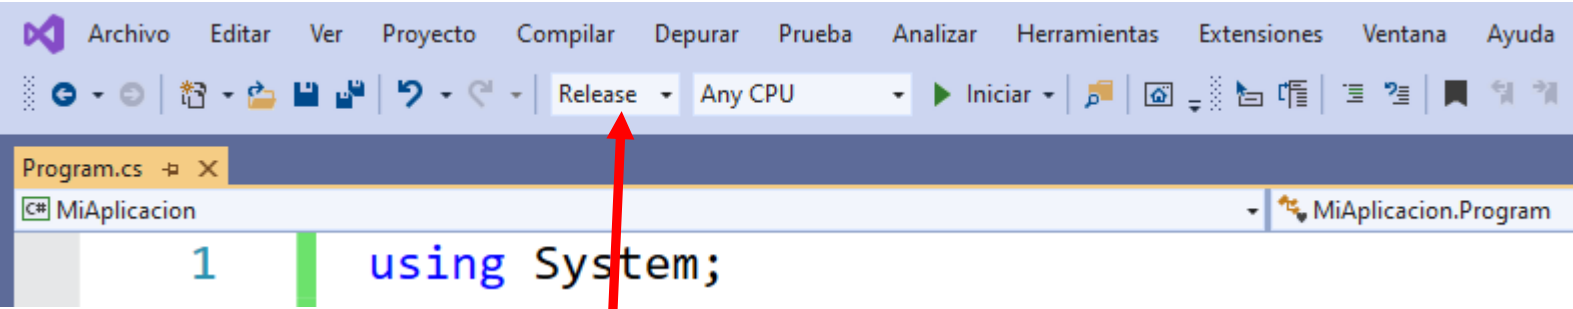 Archivo Editar Ver Proyecto Compilar Depurar Prueba Analizar Herramientas Extensiones Ventana Ayuda
Release Any CPU Iniciar
Program.cs
C# MiAplicacion MiAplicacion.Program
1 using System;